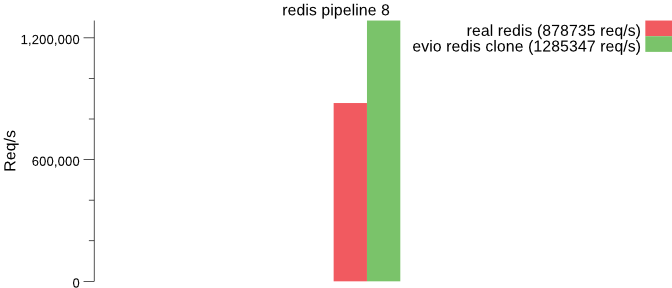 redis pipeline 8
real redis (878735 req/s)
evio redis clone (1285347 req/s)
1,200,000
600,000
0
Req/s